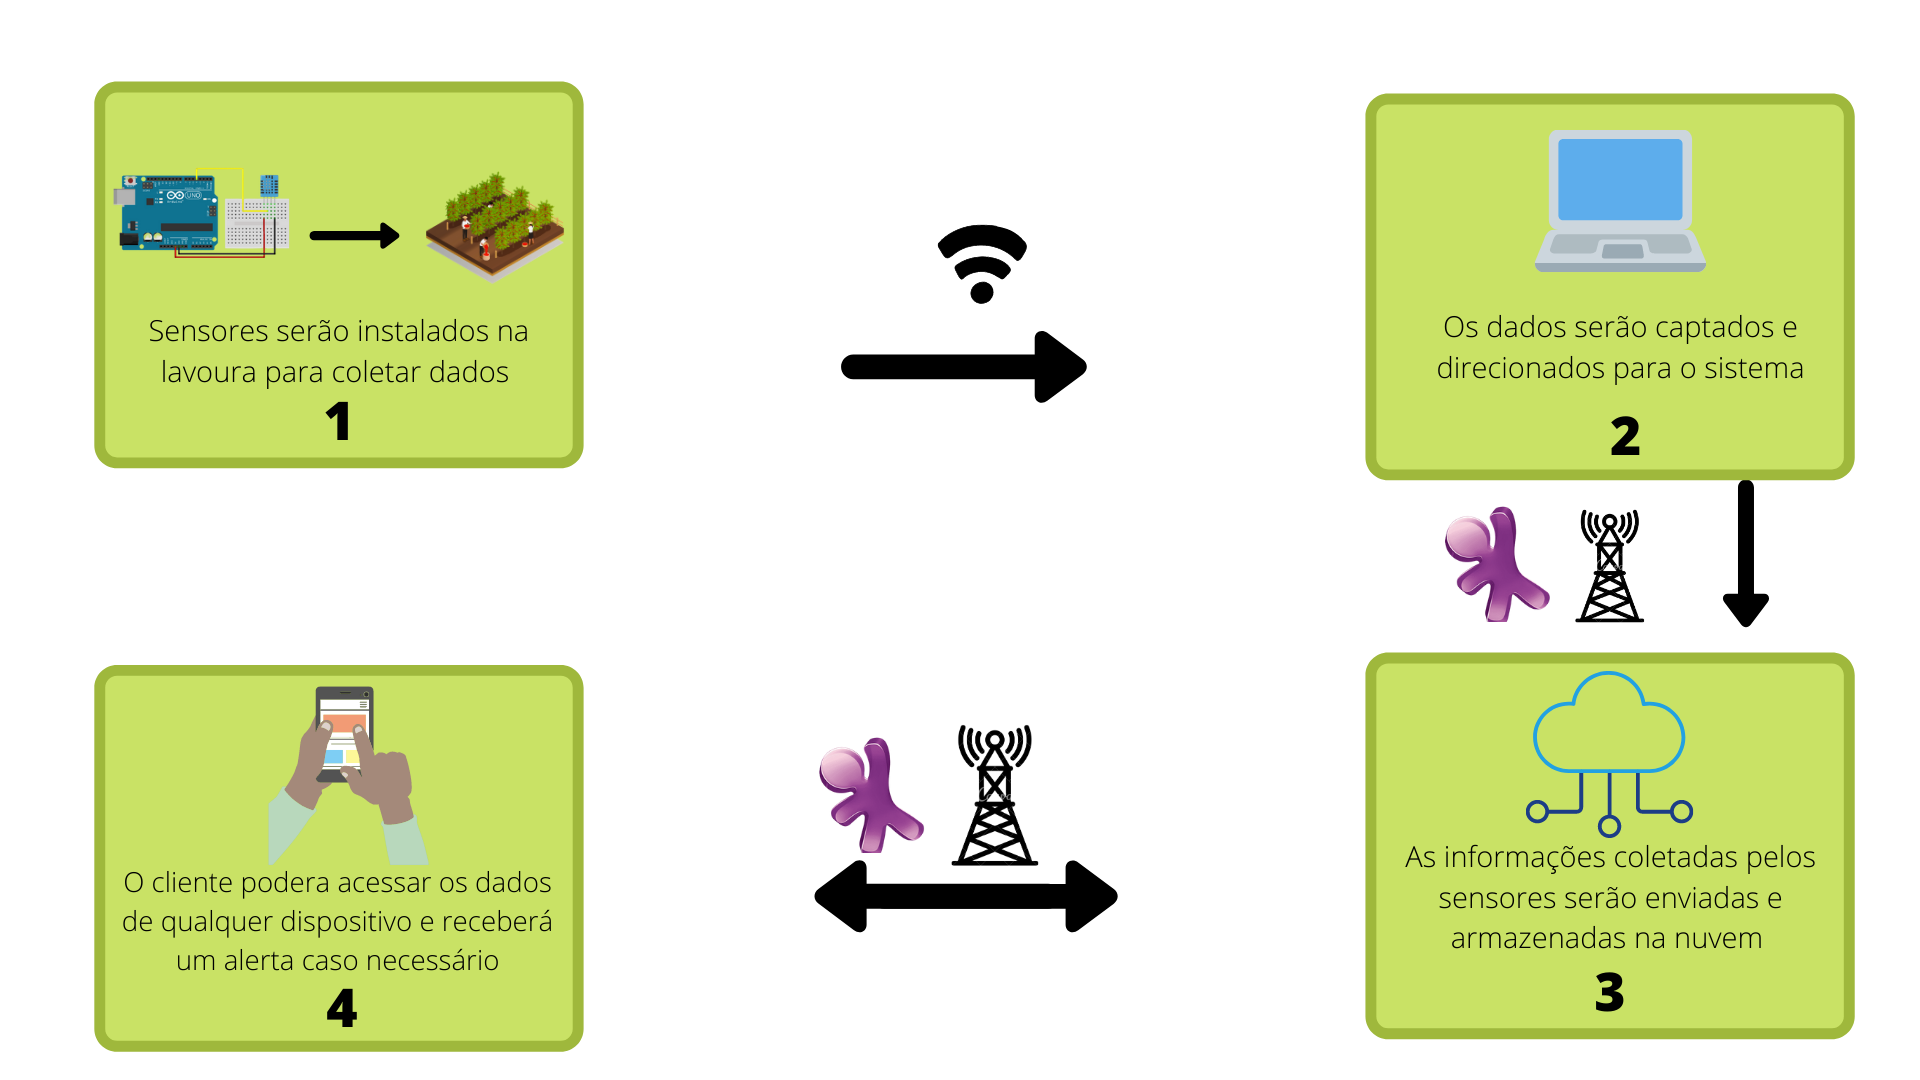 Sensores serão instalados na
lavoura para coletar dados
1
Os dados serão captados e
direcionados para o sistema
2
As informações coletadas pelos
sensores serão enviadas e
armazenadas na nuvem
3
O cliente podera acessar os dados
de qualquer dispositivo e receberá
um alerta caso necessário
4
UNO